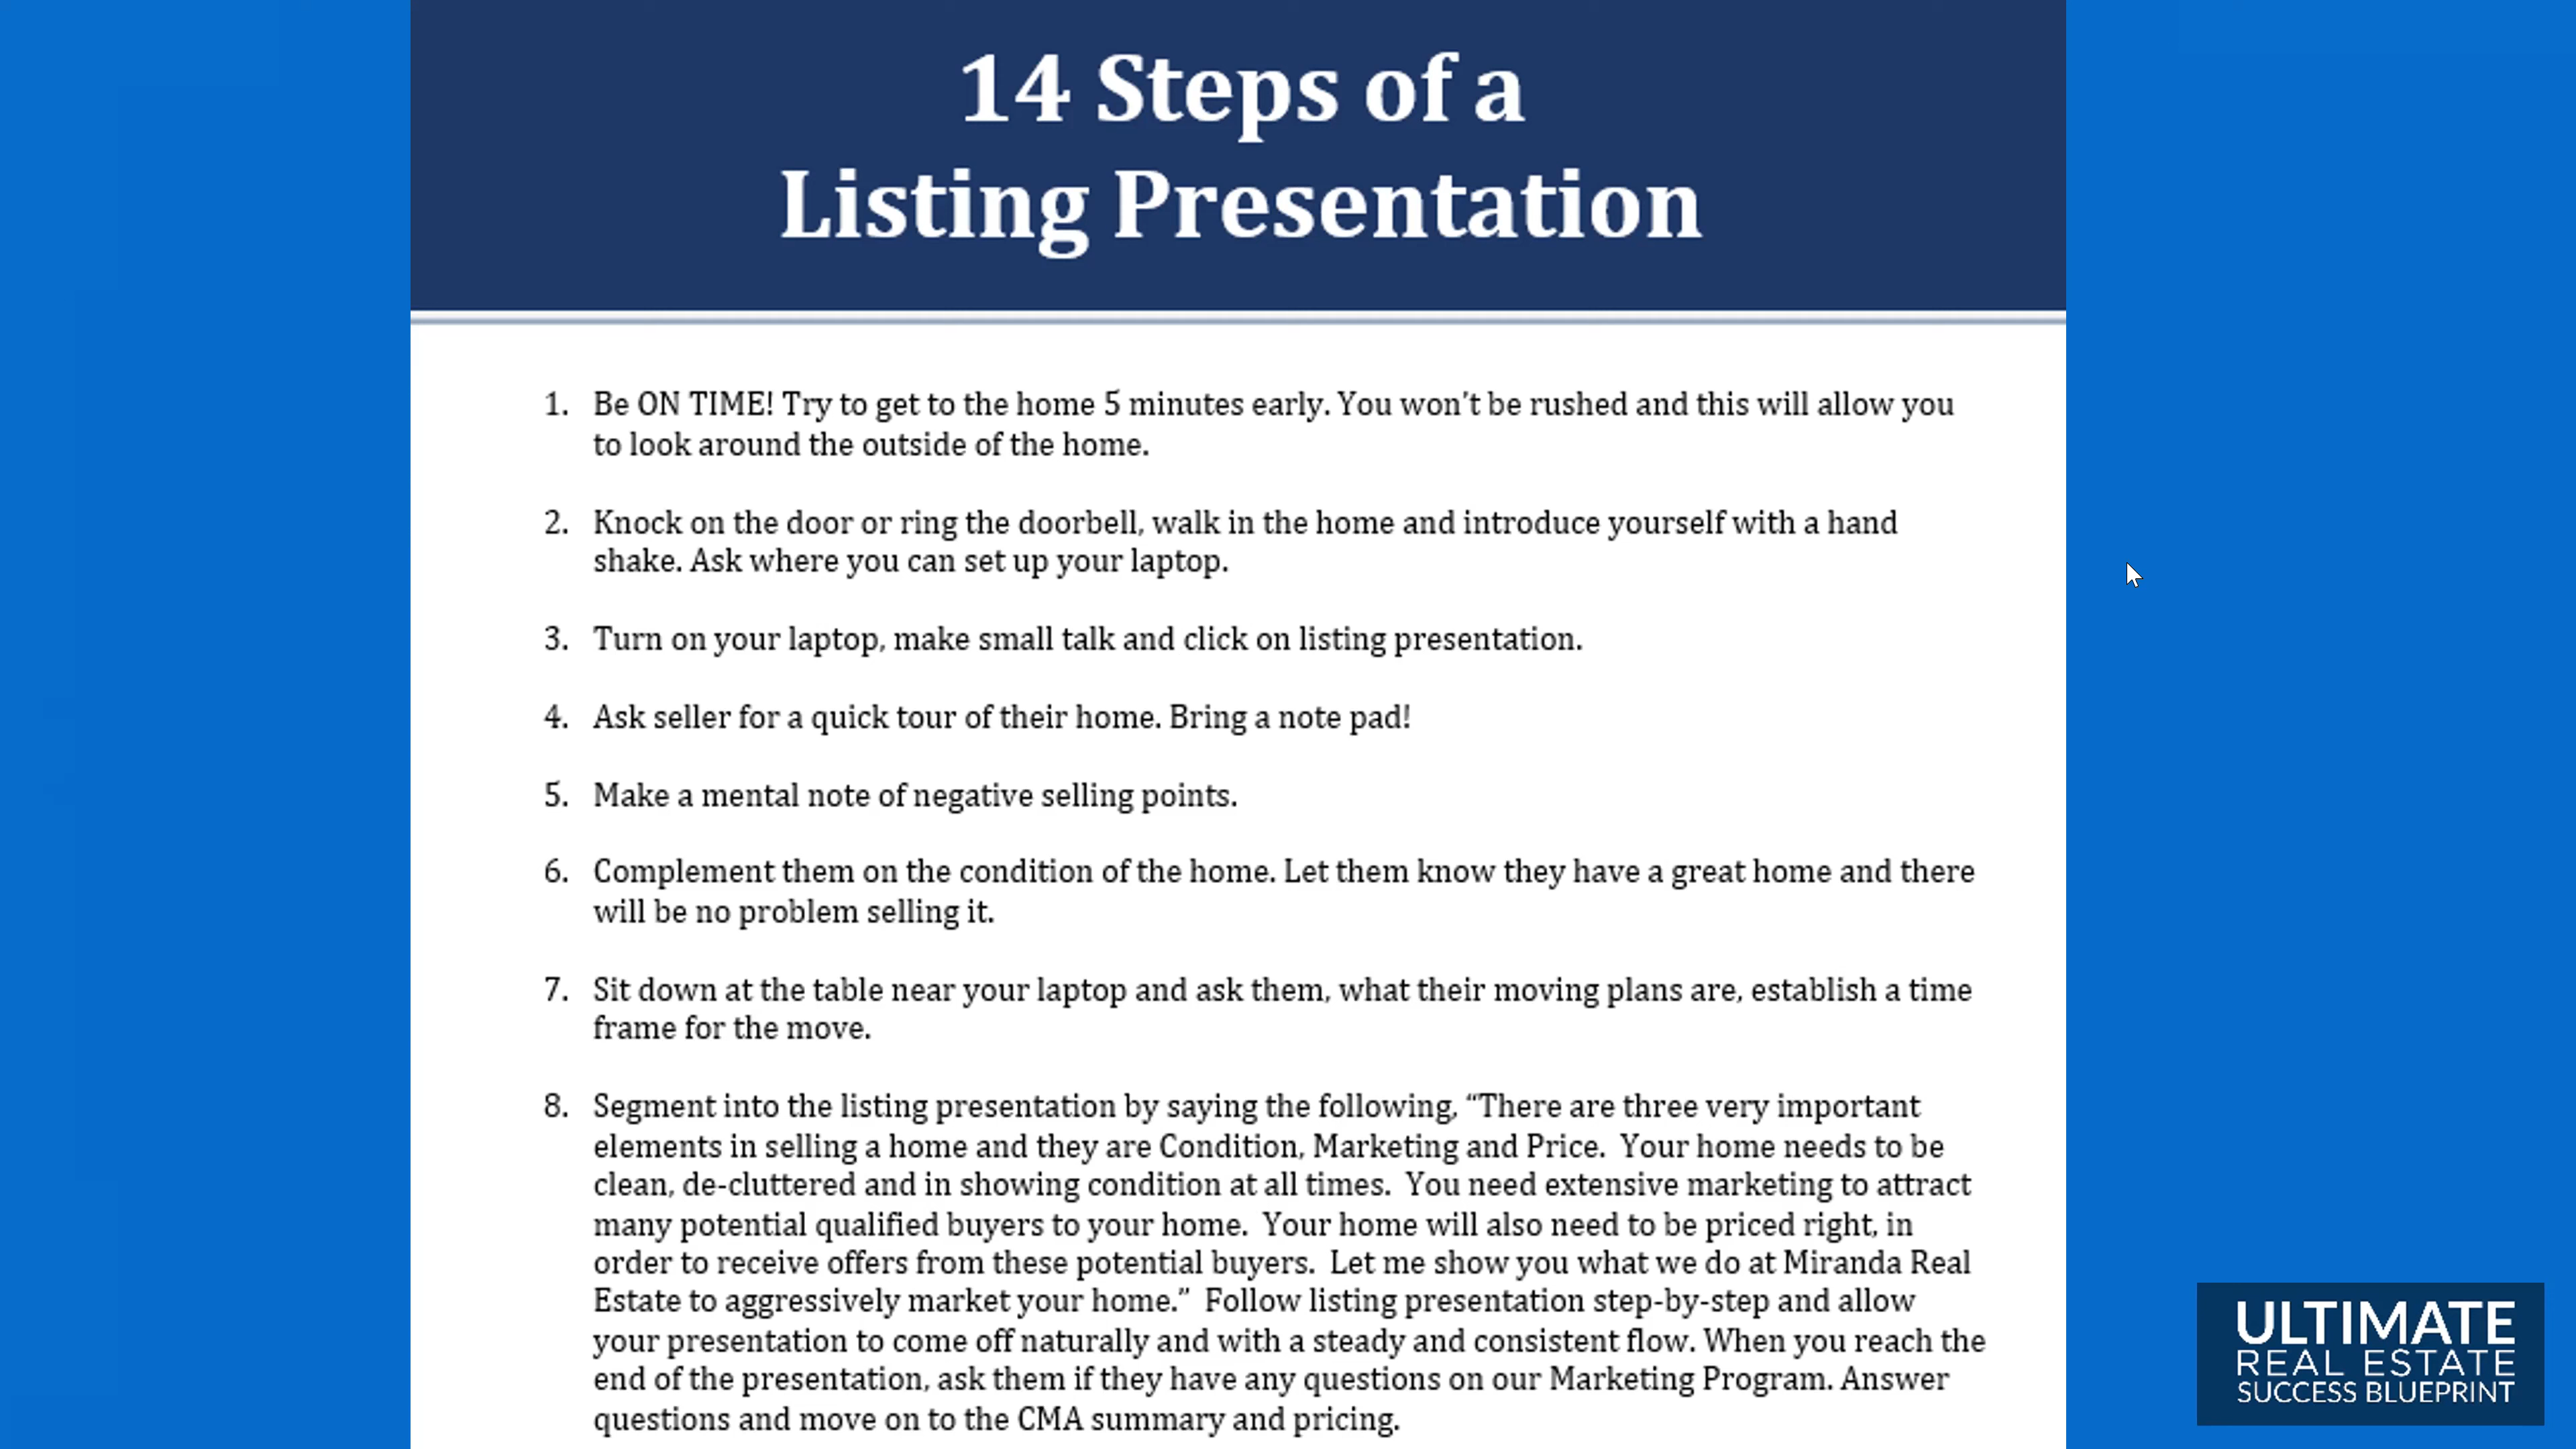 14 Steps of a
Listing Presentation
1. Be ON TIME! Try to get to the home 5 minutes early. You won't be rushed and this will allow you
to look around the outside of the home.
2. Knock on the door or ring the doorbell, walk in the home and introduce yourself with a hand
shake. Ask where you can set up your laptop.
3. Turn on your laptop, make small talk and click on listing presentation.
4. Ask seller for a quick tour of their home. Bring a note pad!
5. Make a mental note of negative selling points.
6. Complement them on the condition of the home. Let them know they have a great home and there
will be no problem selling it.
7. Sit down at the table near your laptop and ask them, what their moving plans are, establish a time
frame for the move.
8. Segment into the listing presentation by saying the following, “There are three very important
elements in selling a home and they are Condition, Marketing and Price. Your home needs to be
clean, de-cluttered and in showing condition at all times. You need extensive marketing to attract
many potential qualified buyers to your home. Your home will also need to be priced right, in
order to receive offers from these potential buyers. Let me show you what we do at Miranda Real
Estate to aggressively market your home.” Follow listing presentation step-by-step and allow
your presentation to come off naturally and with a steady and consistent flow. When you reach the
end of the presentation, ask them if they have any questions on our Marketing Program. Answer
questions and move on to the CMA summary and pricing.
ULTIMATE
REAL ESTATE
SUCCESS BLUEPRINT